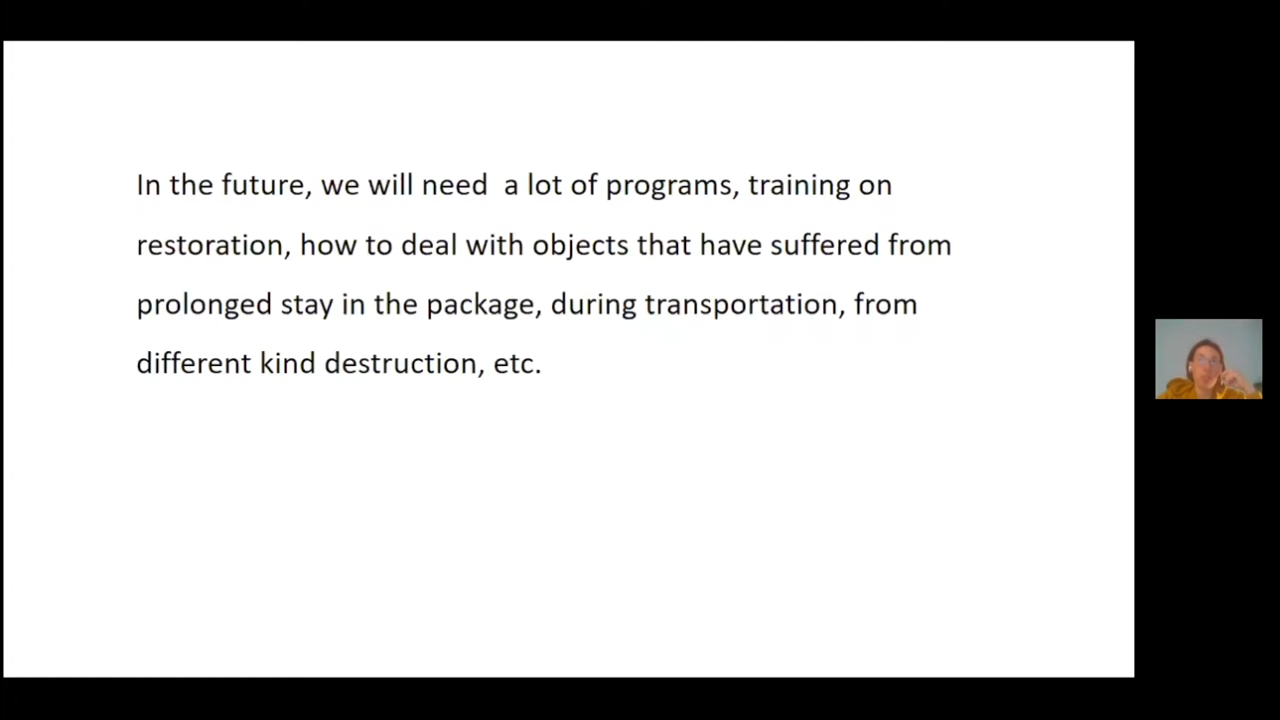 In the future, we will need  a lot of programs, training on
restoration, how to deal with objects that have suffered from
prolonged stay in the package, during transportation, from
different kind destruction, etc.